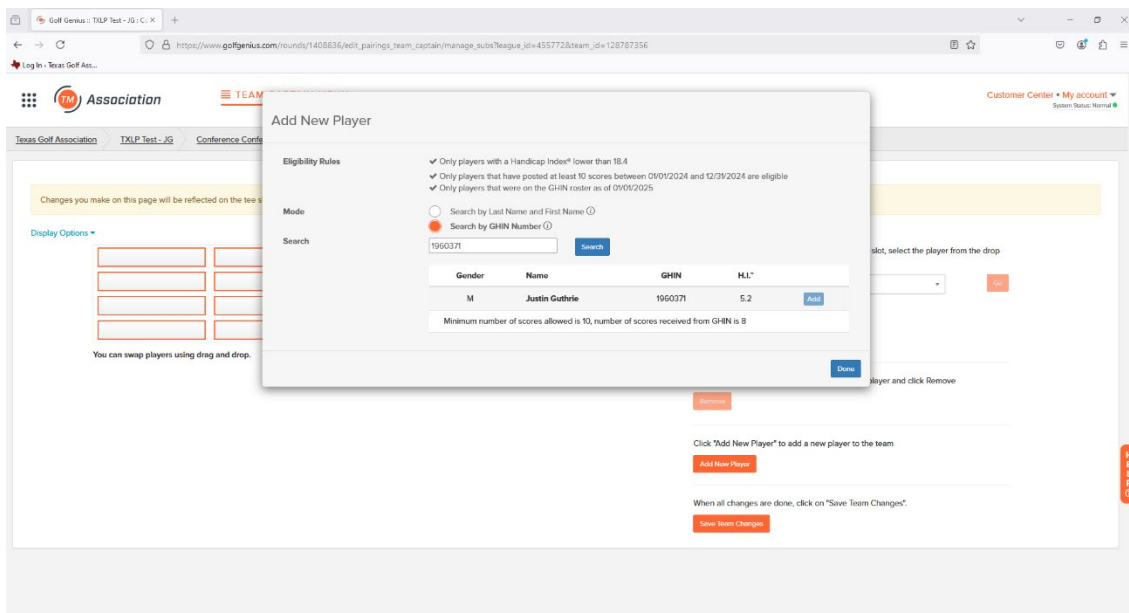 Golf Genius :: TXLP Test - JG : C : X
https://www.golfgenius.com/rounds/1408836/edit_pairings_team_captain/manage_subs?league_id=455772&team_id=128787356
Log In ‹ Texas Golf Ass...
TM Association
TEAM
Customer Center • My account
System Status: Normal
Texas Golf Association
TXLP Test - JG
Conference Confe
Add New Player
Eligibility Rules
✔ Only players with a Handicap Index® lower than 18.4
✔ Only players that have posted at least 10 scores between 01/01/2024 and 12/31/2024 are eligible
✔ Only players that were on the GHIN roster as of 01/01/2025
Changes you make on this page will be reflected on the tee s
Mode
Search by Last Name and First Name
Search by GHIN Number
Display Options
Search
1960371
Search
slot, select the player from the drop
Gender Name GHIN H.I.™
Go
M Justin Guthrie 1960371 5.2 Add
Minimum number of scores allowed is 10, number of scores received from GHIN is 8
You can swap players using drag and drop.
Done
player and click Remove
Remove
Click "Add New Player" to add a new player to the team
Add New Player
When all changes are done, click on "Save Team Changes".
Save Team Changes